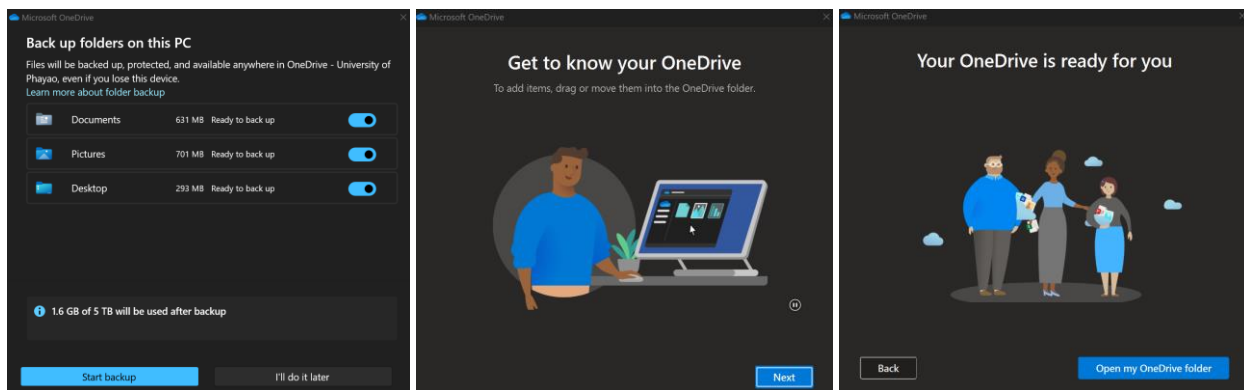 Microsoft OneDrive
Back up folders on this PC
Files will be backed up, protected, and available anywhere in OneDrive - University of
Phayao, even if you lose this device.
Learn more about folder backup
Documents 631 MB Ready to back up
Pictures 701 MB Ready to back up
Desktop 293 MB Ready to back up
1.6 GB of 5 TB will be used after backup
Start backup I'll do it later
Microsoft OneDrive
Get to know your OneDrive
To add items, drag or move them into the OneDrive folder.
Next
Microsoft OneDrive
Your OneDrive is ready for you
Back Open my OneDrive folder